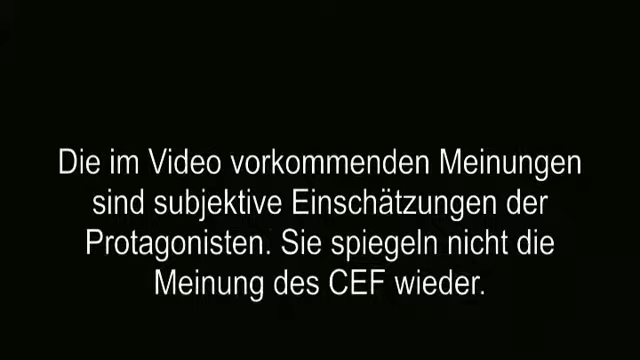 Die im Video vorkommenden Meinungen
sind subjektive Einschätzungen der
Protagonisten. Sie spiegeln nicht die
Meinung des CEF wieder.